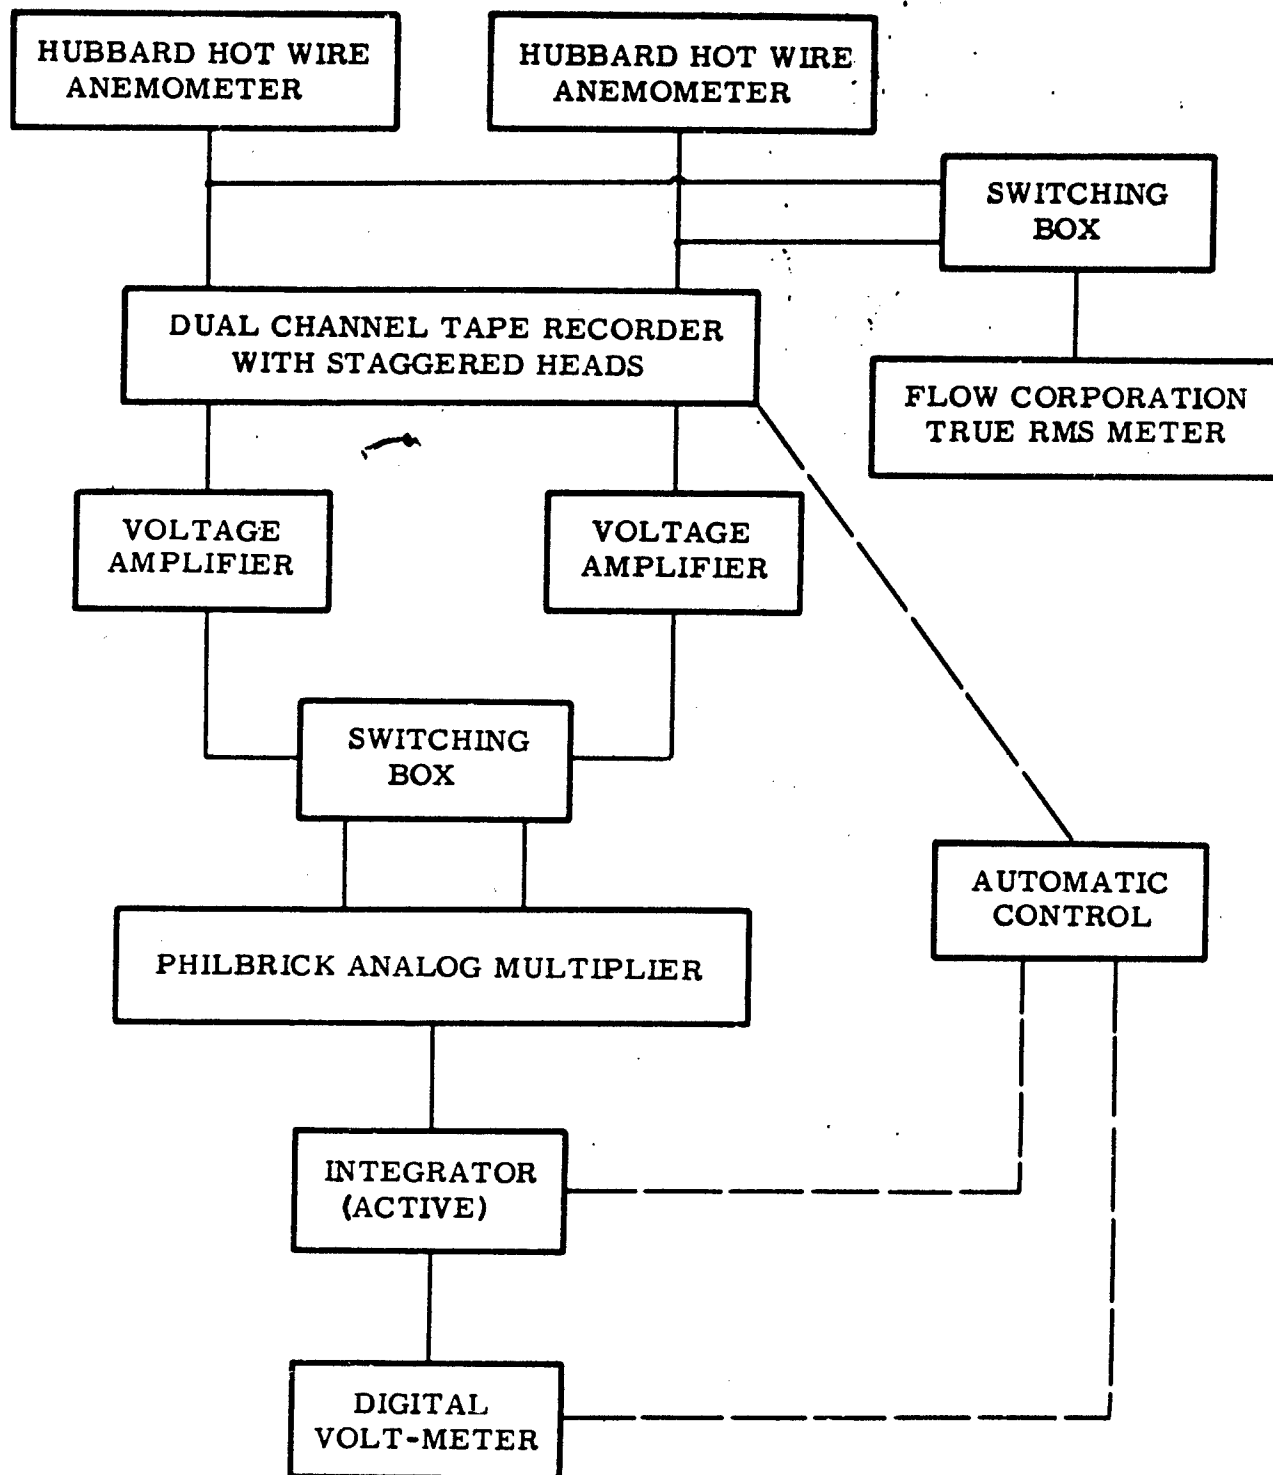 HUBBARD HOT WIRE
ANEMOMETER
HUBBARD HOT WIRE
ANEMOMETER
SWITCHING
BOX
DUAL CHANNEL TAPE RECORDER
WITH STAGGERED HEADS
FLOW CORPORATION
TRUE RMS METER
VOLTAGE
AMPLIFIER
VOLTAGE
AMPLIFIER
SWITCHING
BOX
AUTOMATIC
CONTROL
PHILBRICK ANALOG MULTIPLIER
INTEGRATOR
(ACTIVE)
DIGITAL
VOLT-METER